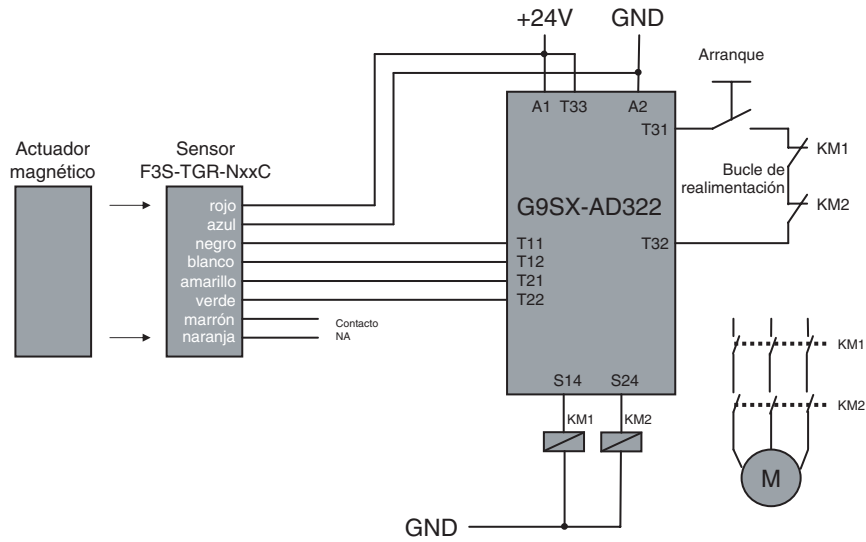 +24V
GND
Arranque
A1
T33
A2
T31
Actuador
magnético
Sensor
F3S-TGR-NxxC
KM1
Bucle de
realimentación
KM2
G9SX-AD322
rojo
azul
negro
blanco
amarillo
verde
marrón
naranja
Contacto
NA
T11
T12
T21
T22
T32
S14
S24
KM1
KM2
KM1
KM2
M
GND